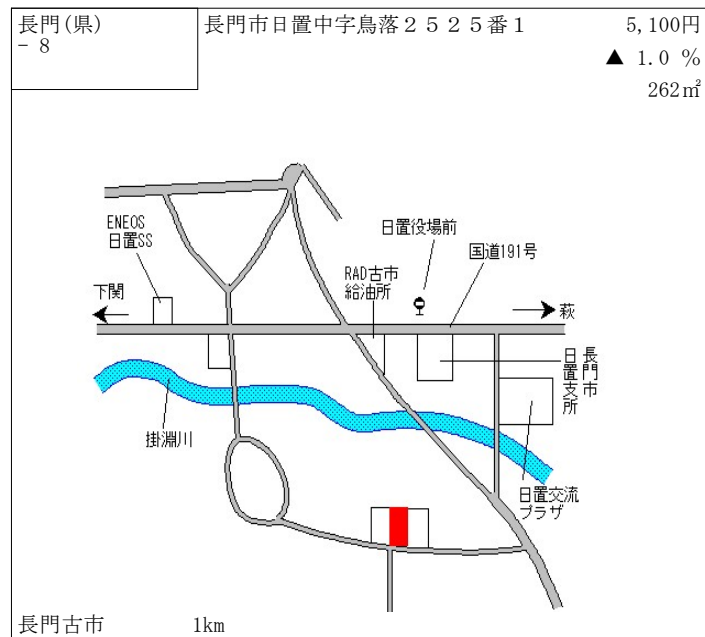 長門(県)
- 8
長門市日置中字鳥落２５２５番1
5,100円
▲ 1.0 %
262㎡
ENEOS
日置SS
日置役場前
国道191号
RAD古市
給油所
下関
萩
長門市
日置支所
掛淵川
日置交流
プラザ
長門古市
1km